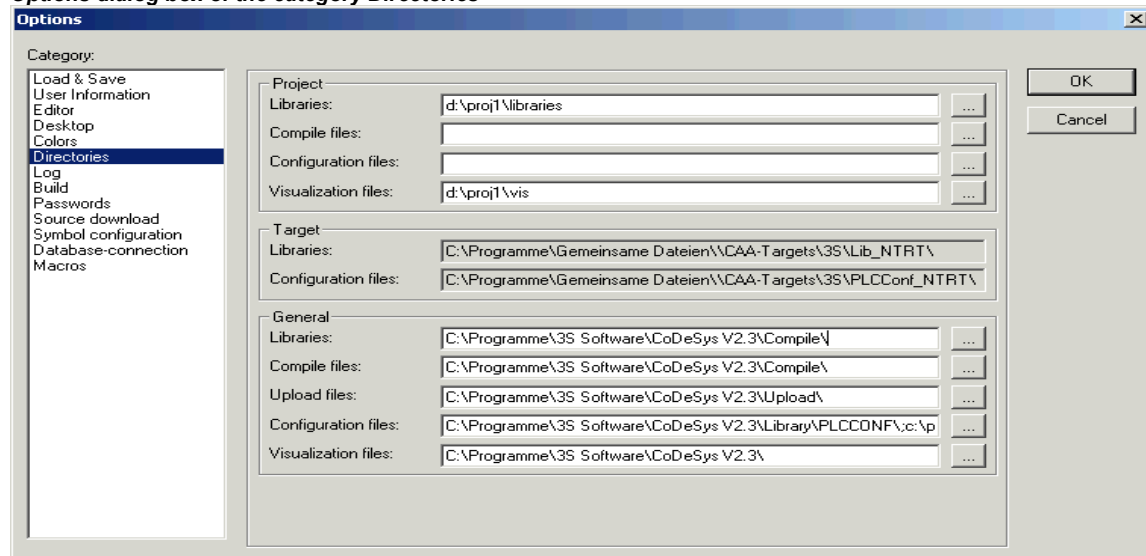 Options dialog box of the category Directories
Options
Category:
Load & Save
User Information
Editor
Desktop
Colors
Directories
Log
Build
Passwords
Source download
Symbol configuration
Database-connection
Macros
Project
Libraries: d:\proj1\libraries ...
Compile files: ...
Configuration files: ...
Visualization files: d:\proj1\vis ...
Target
Libraries: C:\Programme\Gemeinsame Dateien\\CAA-Targets\3S\Lib_NTRT\
Configuration files: C:\Programme\Gemeinsame Dateien\\CAA-Targets\3S\PLCConf_NTRT\
General
Libraries: C:\Programme\3S Software\CoDeSys V2.3\Compile\ ...
Compile files: C:\Programme\3S Software\CoDeSys V2.3\Compile\ ...
Upload files: C:\Programme\3S Software\CoDeSys V2.3\Upload\ ...
Configuration files: C:\Programme\3S Software\CoDeSys V2.3\Library\PLCCONF\;c:\p ...
Visualization files: C:\Programme\3S Software\CoDeSys V2.3\ ...
OK
Cancel